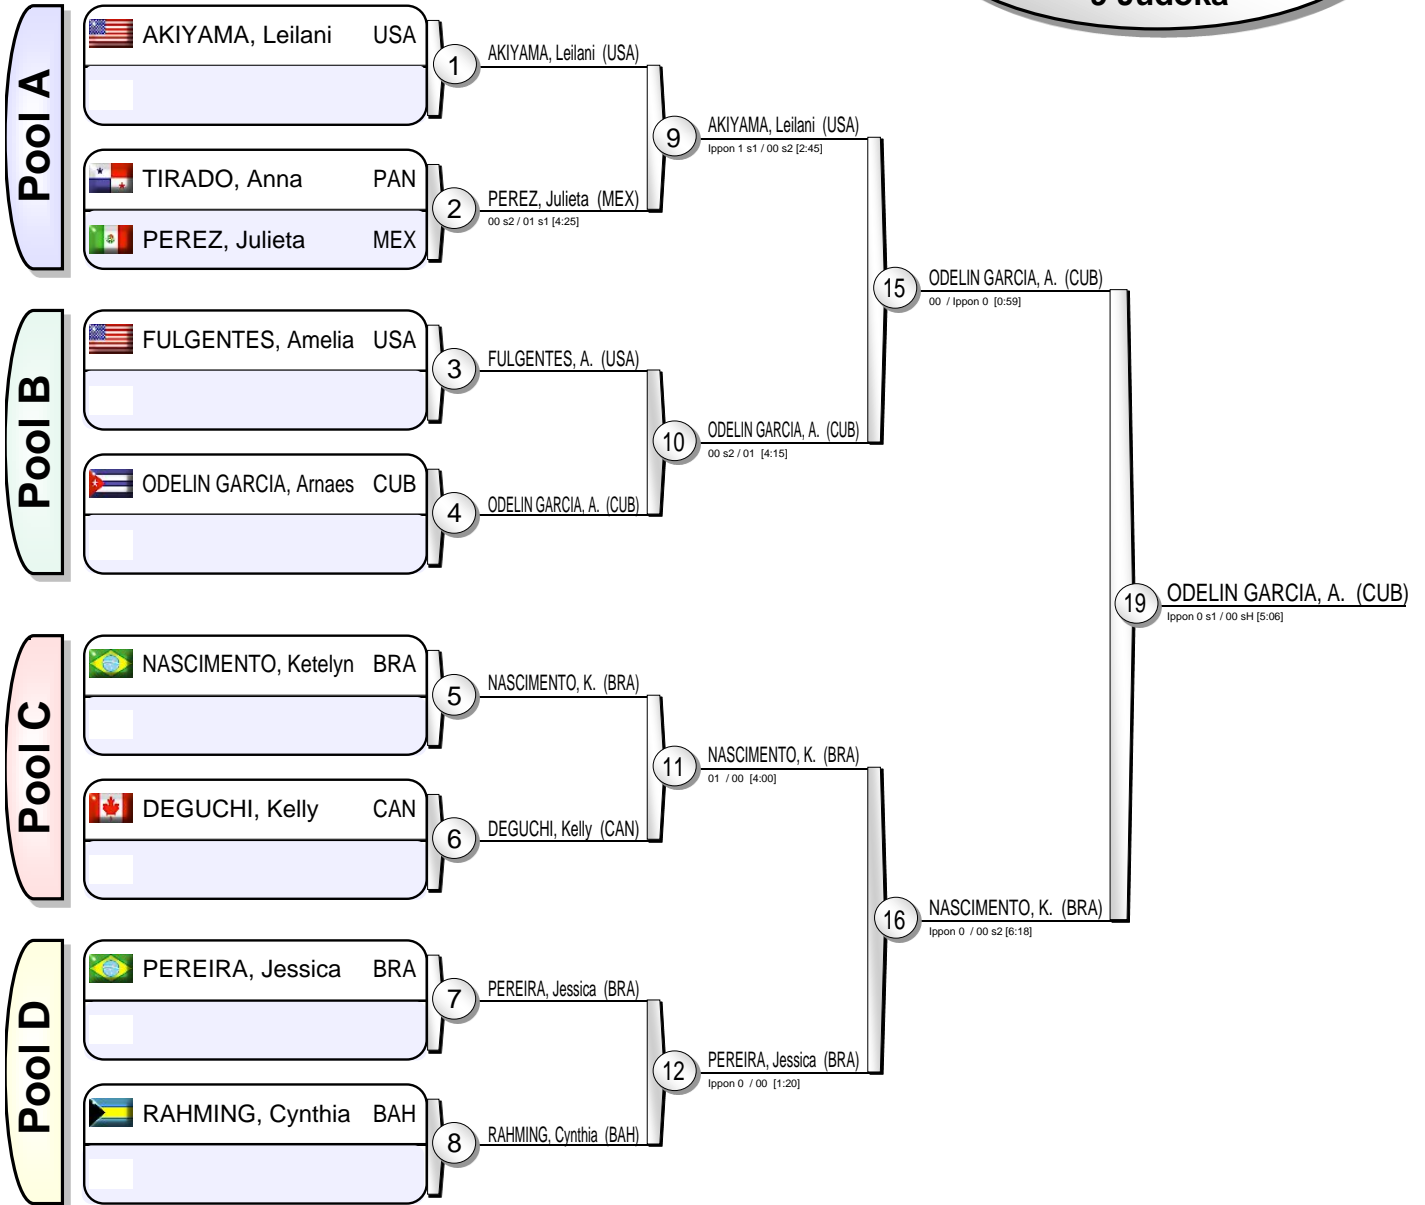 9 Judoka
Pool A
AKIYAMA, Leilani USA
1
AKIYAMA, Leilani (USA)
TIRADO, Anna PAN
PEREZ, Julieta MEX
2
PEREZ, Julieta (MEX)
00 s2 / 01 s1 [4:25]
9
AKIYAMA, Leilani (USA)
Ippon 1 s1 / 00 s2 [2:45]
Pool B
FULGENTES, Amelia USA
3
FULGENTES, A. (USA)
ODELIN GARCIA, Arnaes CUB
4
ODELIN GARCIA, A. (CUB)
10
ODELIN GARCIA, A. (CUB)
00 s2 / 01 [4:15]
15
ODELIN GARCIA, A. (CUB)
00 / Ippon 0 [0:59]
Pool C
NASCIMENTO, Ketelyn BRA
5
NASCIMENTO, K. (BRA)
DEGUCHI, Kelly CAN
6
DEGUCHI, Kelly (CAN)
11
NASCIMENTO, K. (BRA)
01 / 00 [4:00]
Pool D
PEREIRA, Jessica BRA
7
PEREIRA, Jessica (BRA)
RAHMING, Cynthia BAH
8
RAHMING, Cynthia (BAH)
12
PEREIRA, Jessica (BRA)
Ippon 0 / 00 [1:20]
16
NASCIMENTO, K. (BRA)
Ippon 0 / 00 s2 [6:18]
19
ODELIN GARCIA, A. (CUB)
Ippon 0 s1 / 00 sH [5:06]